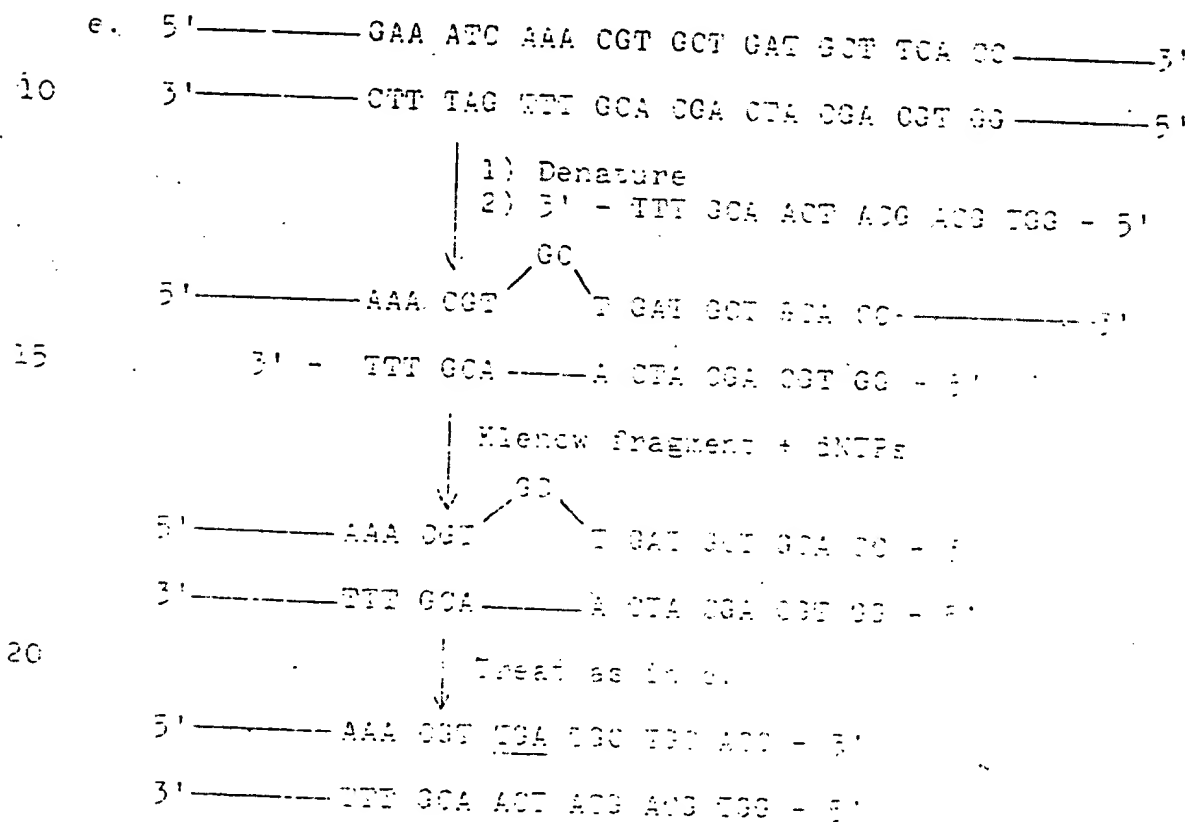 e. 5' GAA ATC AAA CGT GCT GAT GCT TCA CC 3'
10 3' CTT TAG TTT GCA CGA CTA CGA CGT GG 5'
1) Denature
2) 3' - TTT GCA ACT ACG ACG TGG - 5'
GC
5' AAA CGT T GAT GCT GCA CC 3'
15 3' - TTT GCA A CTA CGA CGT GG - 5'
Klenow fragment + dNTPs
GC
5' AAA CGT T GAT GCT GCA CC -
3' TTT GCA A CTA CGA CGT GG - 5'
20
Treat as in
5' AAA CGT TGA TGC TGC ACC - 3'
3' TTT GCA ACT ACG ACG TGG - 5'